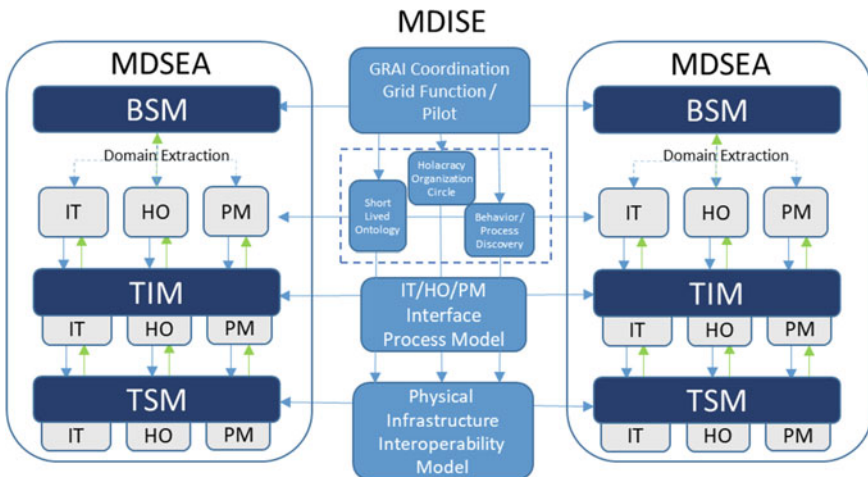 MDISE
MDSEA
BSM
Domain Extraction
IT
HO
PM
TIM
IT
HO
PM
TSM
IT
HO
PM
GRAI Coordination
Grid Function /
Pilot
Holacracy
Organization
Circle
Short
Lived
Ontology
Behavior/
Process
Discovery
IT/HO/PM
Interface
Process Model
Physical
Infrastructure
Interoperability
Model
MDSEA
BSM
Domain Extraction
IT
HO
PM
TIM
IT
HO
PM
TSM
IT
HO
PM